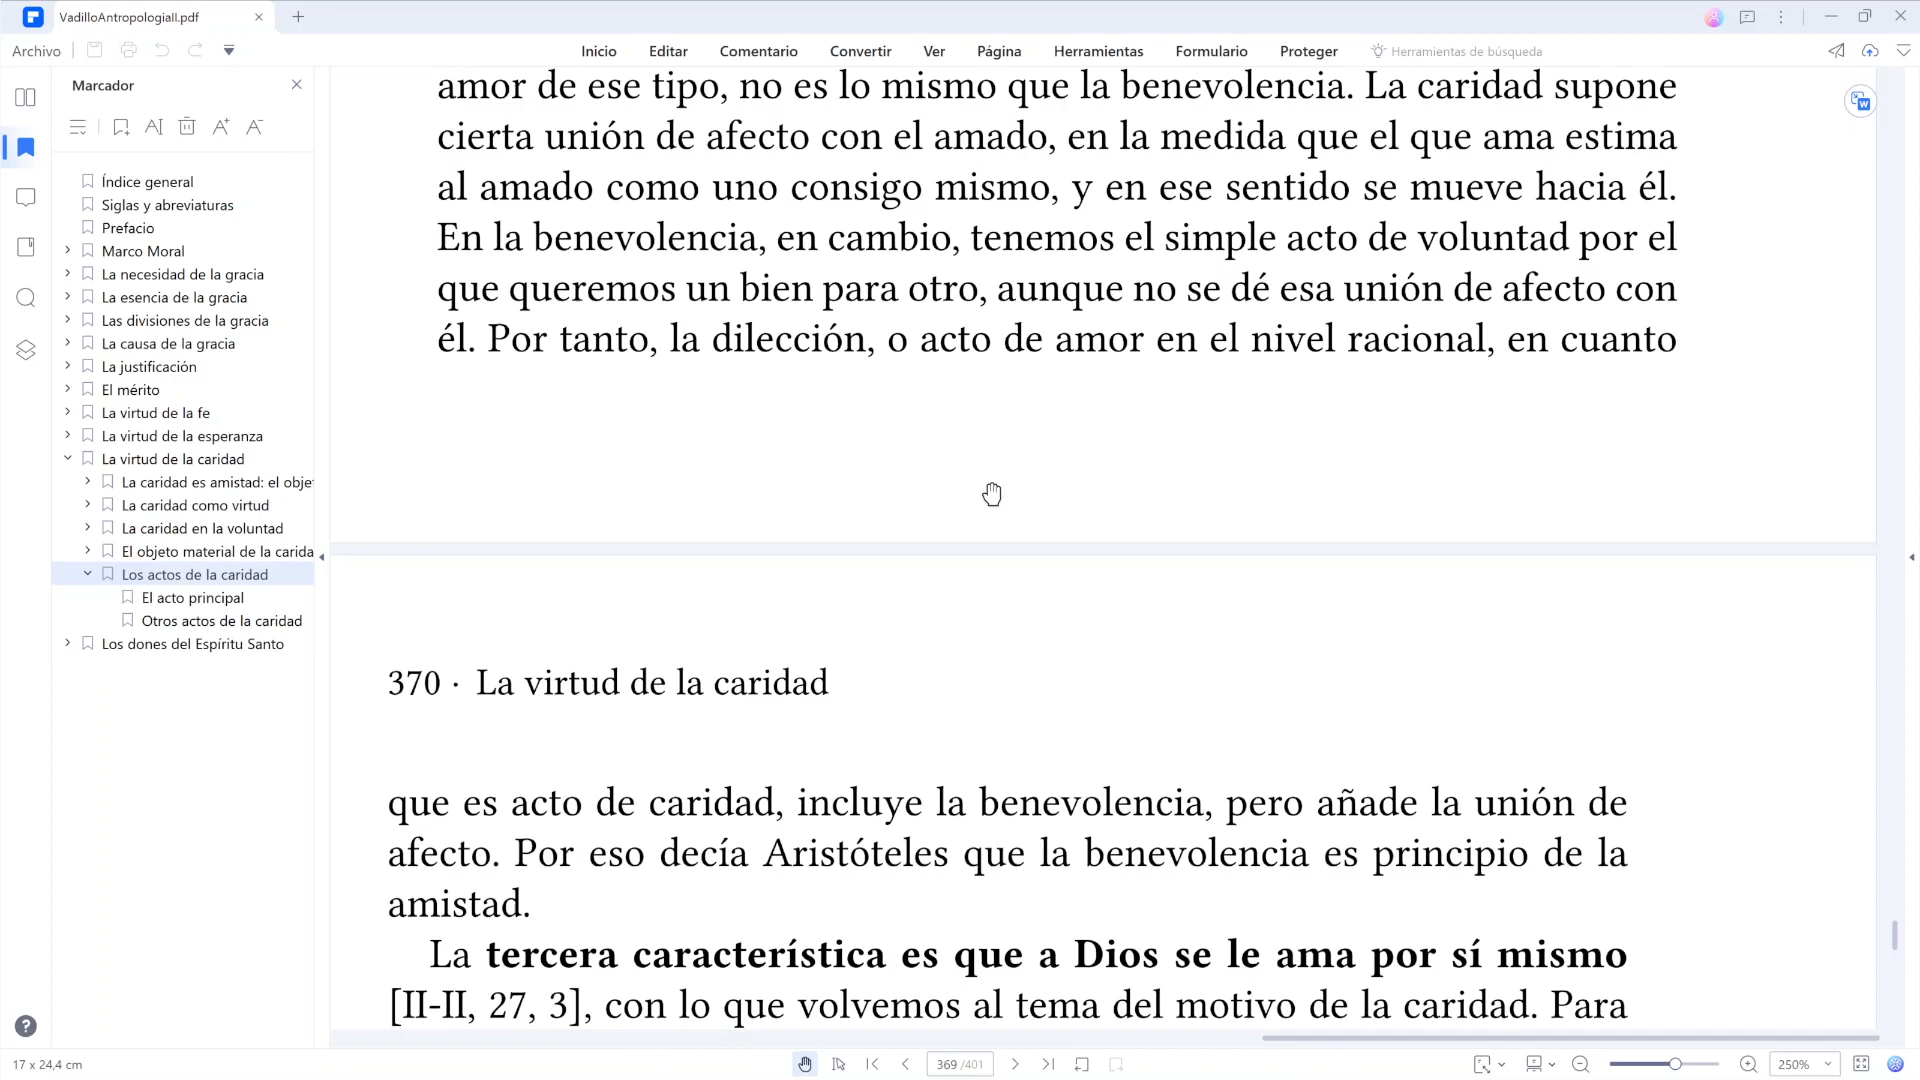 VadilloAntropologiaII.pdf
Archivo
Inicio Editar Comentario Convertir Ver Página Herramientas Formulario Proteger Herramientas de búsqueda
Marcador
Índice general
Siglas y abreviaturas
Prefacio
Marco Moral
La necesidad de la gracia
La esencia de la gracia
Las divisiones de la gracia
La causa de la gracia
La justificación
El mérito
La virtud de la fe
La virtud de la esperanza
La virtud de la caridad
La caridad es amistad: el obje
La caridad como virtud
La caridad en la voluntad
El objeto material de la carida
Los actos de la caridad
El acto principal
Otros actos de la caridad
Los dones del Espíritu Santo
amor de ese tipo, no es lo mismo que la benevolencia. La caridad supone
cierta unión de afecto con el amado, en la medida que el que ama estima
al amado como uno consigo mismo, y en ese sentido se mueve hacia él.
En la benevolencia, en cambio, tenemos el simple acto de voluntad por el
que queremos un bien para otro, aunque no se dé esa unión de afecto con
él. Por tanto, la dilección, o acto de amor en el nivel racional, en cuanto
370 · La virtud de la caridad
que es acto de caridad, incluye la benevolencia, pero añade la unión de
afecto. Por eso decía Aristóteles que la benevolencia es principio de la
amistad.
La tercera característica es que a Dios se le ama por sí mismo
[II-II, 27, 3], con lo que volvemos al tema del motivo de la caridad. Para
17 x 24,4 cm
369 /401
250%